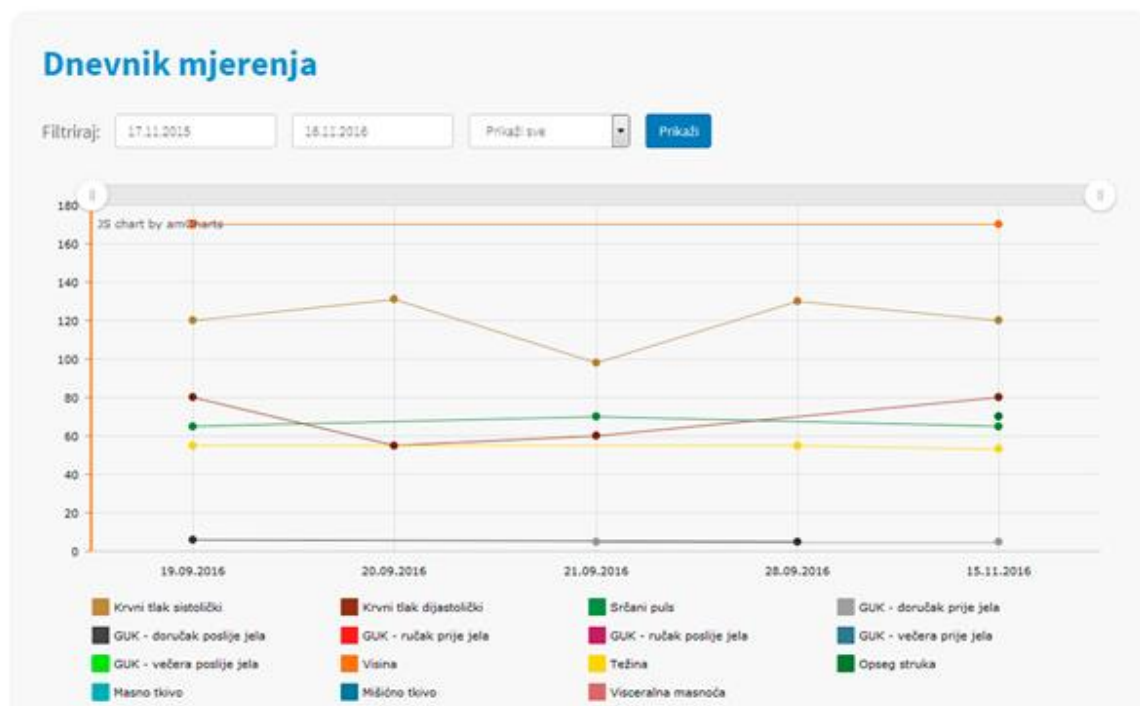 Dnevnik mjerenja
Filtriraj: 17.11.2015 16.11.2016 Prikaži sve Prikaži
180
JS chart by amCharts
160
140
120
100
80
60
40
20
0
19.09.2016 20.09.2016 21.09.2016 28.09.2016 15.11.2016
Krvni tlak sistolički Krvni tlak dijastolički Srčani puls GUK - doručak prije jela
GUK - doručak poslije jela GUK - ručak prije jela GUK - ručak poslije jela GUK - večera prije jela
GUK - večera poslije jela Visina Težina Opseg struka
Masno tkivo Mišićno tkivo Visceralna masnoća